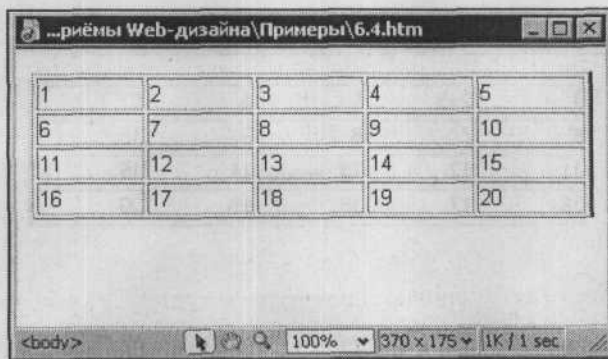 ...риёмы Web-дизайна\Примеры\6.4.htm
1 2 3 4 5
6 7 8 9 10
11 12 13 14 15
16 17 18 19 20
<body> 100% 370 x 175 1K / 1 sec